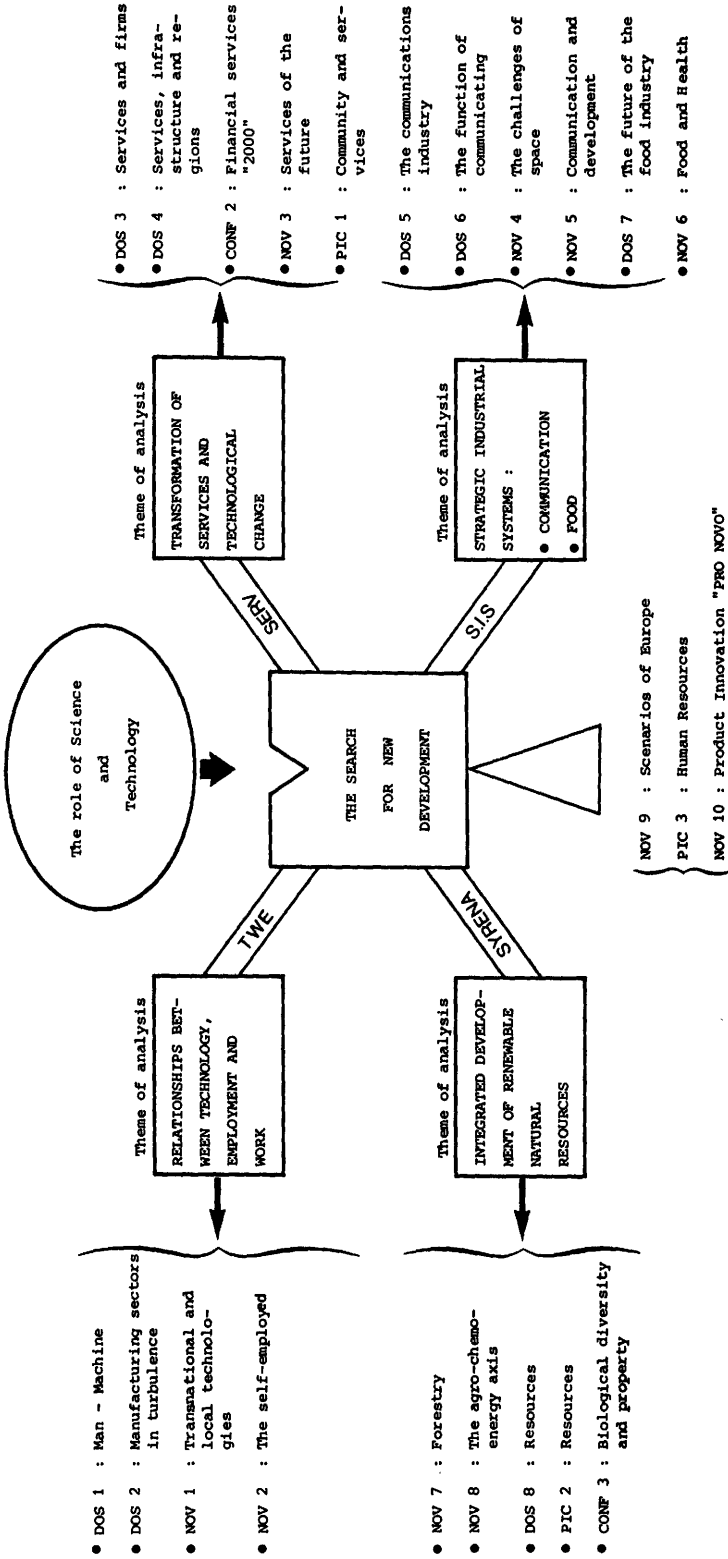 The role of Science
and
Technology
● DOS 1 : Man - Machine
● DOS 2 : Manufacturing sectors
in turbulence
● NOV 1 : Transnational and
local technolo-
gies
● NOV 2 : The self-employed
Theme of analysis
RELATIONSHIPS BET-
WEEN TECHNOLOGY,
EMPLOYMENT AND
WORK
TWE
SERV
Theme of analysis
TRANSFORMATION OF
SERVICES AND
TECHNOLOGICAL
CHANGE
● DOS 3 : Services and firms
● DOS 4 : Services, infra-
structure and re-
gions
● CONF 2 : Financial services
"2000"
● NOV 3 : Services of the
future
● PIC 1 : Community and ser-
vices
THE SEARCH
FOR NEW
DEVELOPMENT
● NOV 7 : Forestry
● NOV 8 : The agro-chemo-
energy axis
● DOS 8 : Resources
● PIC 2 : Resources
● CONF 3 : Biological diversity
and property
Theme of analysis
INTEGRATED DEVELOP-
MENT OF RENEWABLE
NATURAL
RESOURCES
SYRENA
S.I.S
Theme of analysis
STRATEGIC INDUSTRIAL
SYSTEMS :
● COMMUNICATION
● FOOD
● DOS 5 : The communications
industry
● DOS 6 : The function of
communicating
● NOV 4 : The challenges of
space
● NOV 5 : Communication and
development
● DOS 7 : The future of the
food industry
● NOV 6 : Food and Health
NOV 9 : Scenarios of Europe
PIC 3 : Human Resources
NOV 10 : Product Innovation "PRO NOVO"